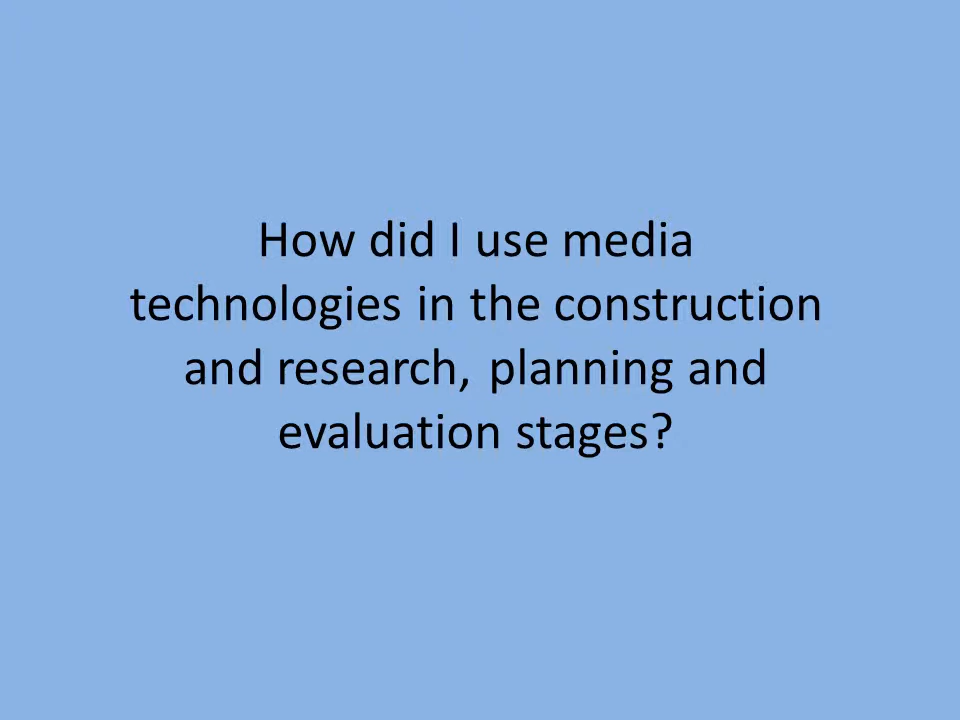 How did I use media
technologies in the construction
and research, planning and
evaluation stages?